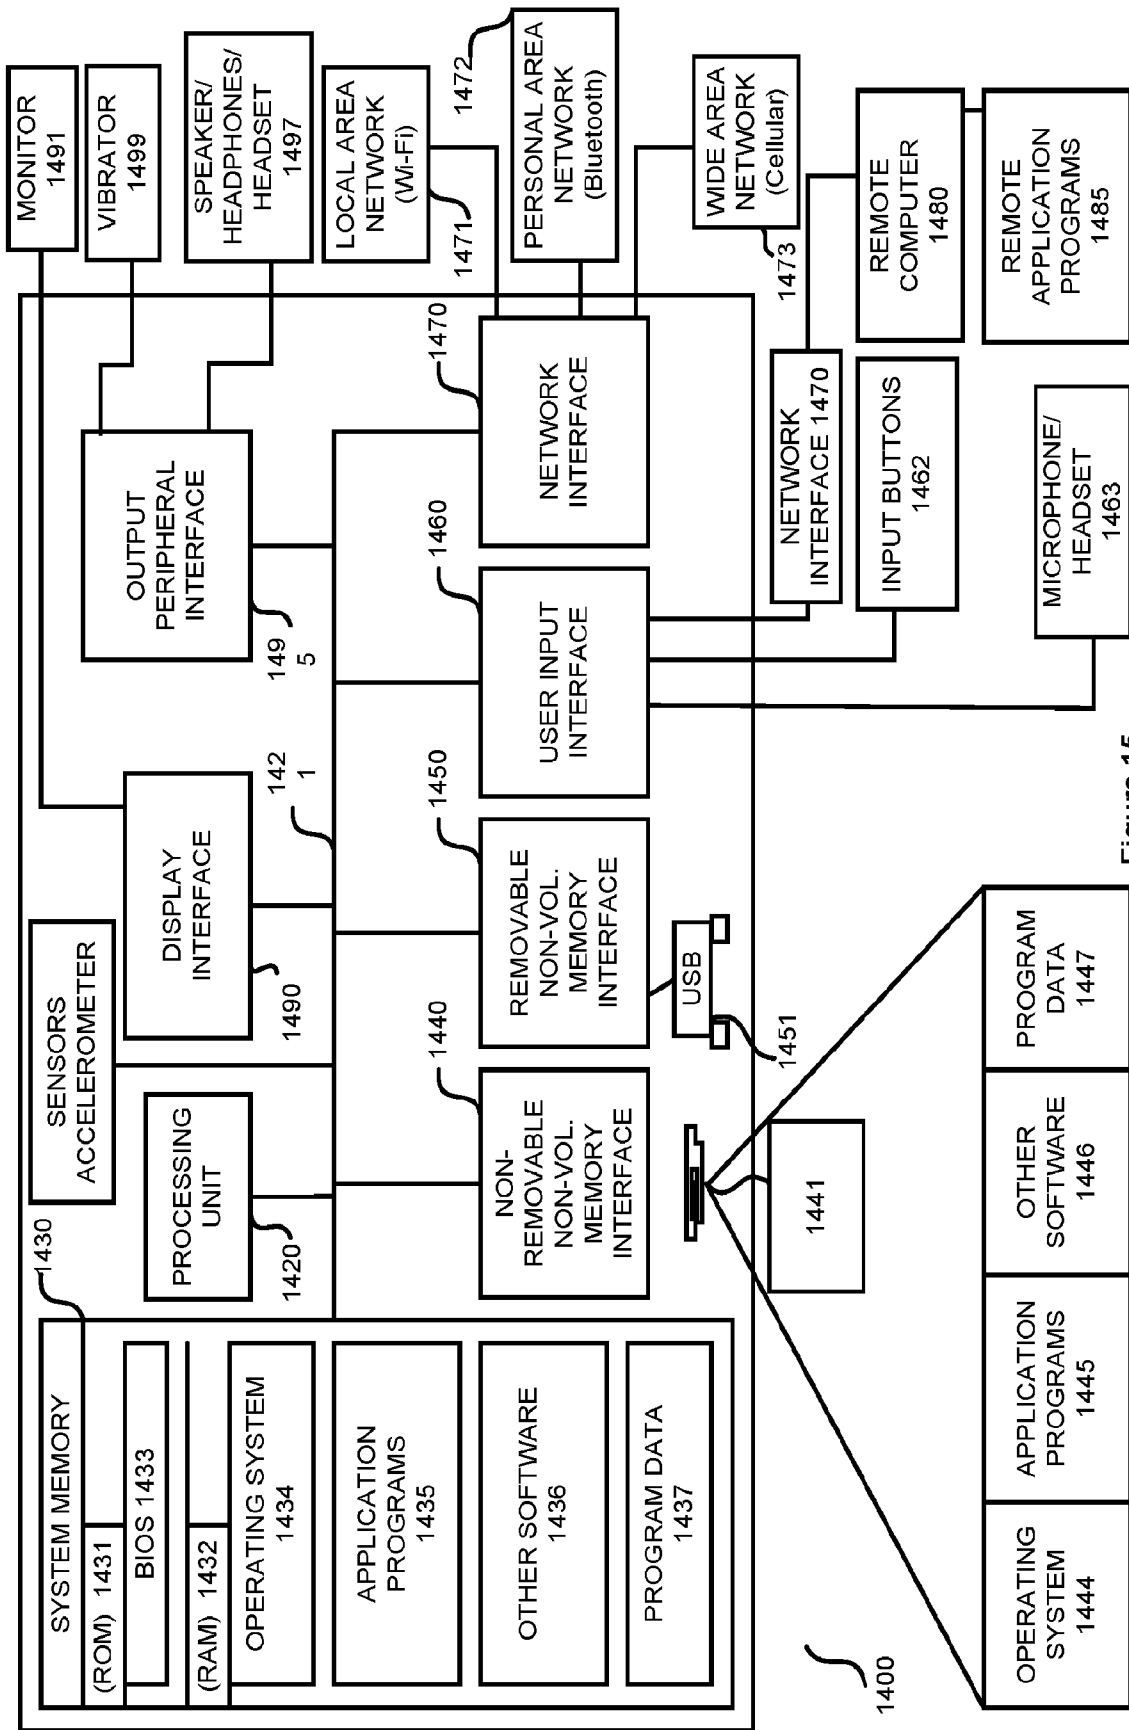 SYSTEM MEMORY
(ROM) 1431
BIOS 1433
(RAM) 1432
OPERATING SYSTEM
1434
APPLICATION
PROGRAMS
1435
OTHER SOFTWARE
1436
PROGRAM DATA
1437
1430
PROCESSING
UNIT
1420
SENSORS
ACCELEROMETER
DISPLAY
INTERFACE
1490
142
1
OUTPUT
PERIPHERAL
INTERFACE
149
5
MONITOR
1491
VIBRATOR
1499
SPEAKER/
HEADPHONES/
HEADSET
1497
NON-
REMOVABLE
NON-VOL.
MEMORY
INTERFACE
1440
REMOVABLE
NON-VOL.
MEMORY
INTERFACE
1450
USER INPUT
INTERFACE
1460
NETWORK
INTERFACE
1470
LOCAL AREA
NETWORK
(Wi-Fi)
1471
PERSONAL AREA
NETWORK
(Bluetooth)
1472
WIDE AREA
NETWORK
(Cellular)
1473
USB
1451
1441
NETWORK
INTERFACE 1470
REMOTE
COMPUTER
1480
INPUT BUTTONS
1462
REMOTE
APPLICATION
PROGRAMS
1485
MICROPHONE/
HEADSET
1463
1400
OPERATING
SYSTEM
1444
APPLICATION
PROGRAMS
1445
OTHER
SOFTWARE
1446
PROGRAM
DATA
1447
Figure 15